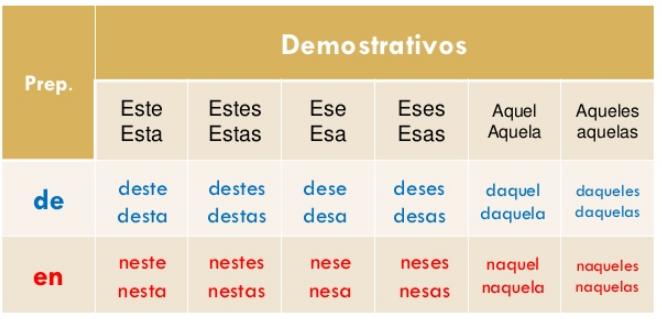 Demostrativos
Prep.
Este Estes Ese Eses Aquel Aqueles
Esta Estas Esa Esas Aquela aquelas
de deste destes dese deses daquel daqueles
desta destas desa desas daquela daquelas
en neste nestes nese neses naquel naqueles
nesta nestas nesa nesas naquela naquelas